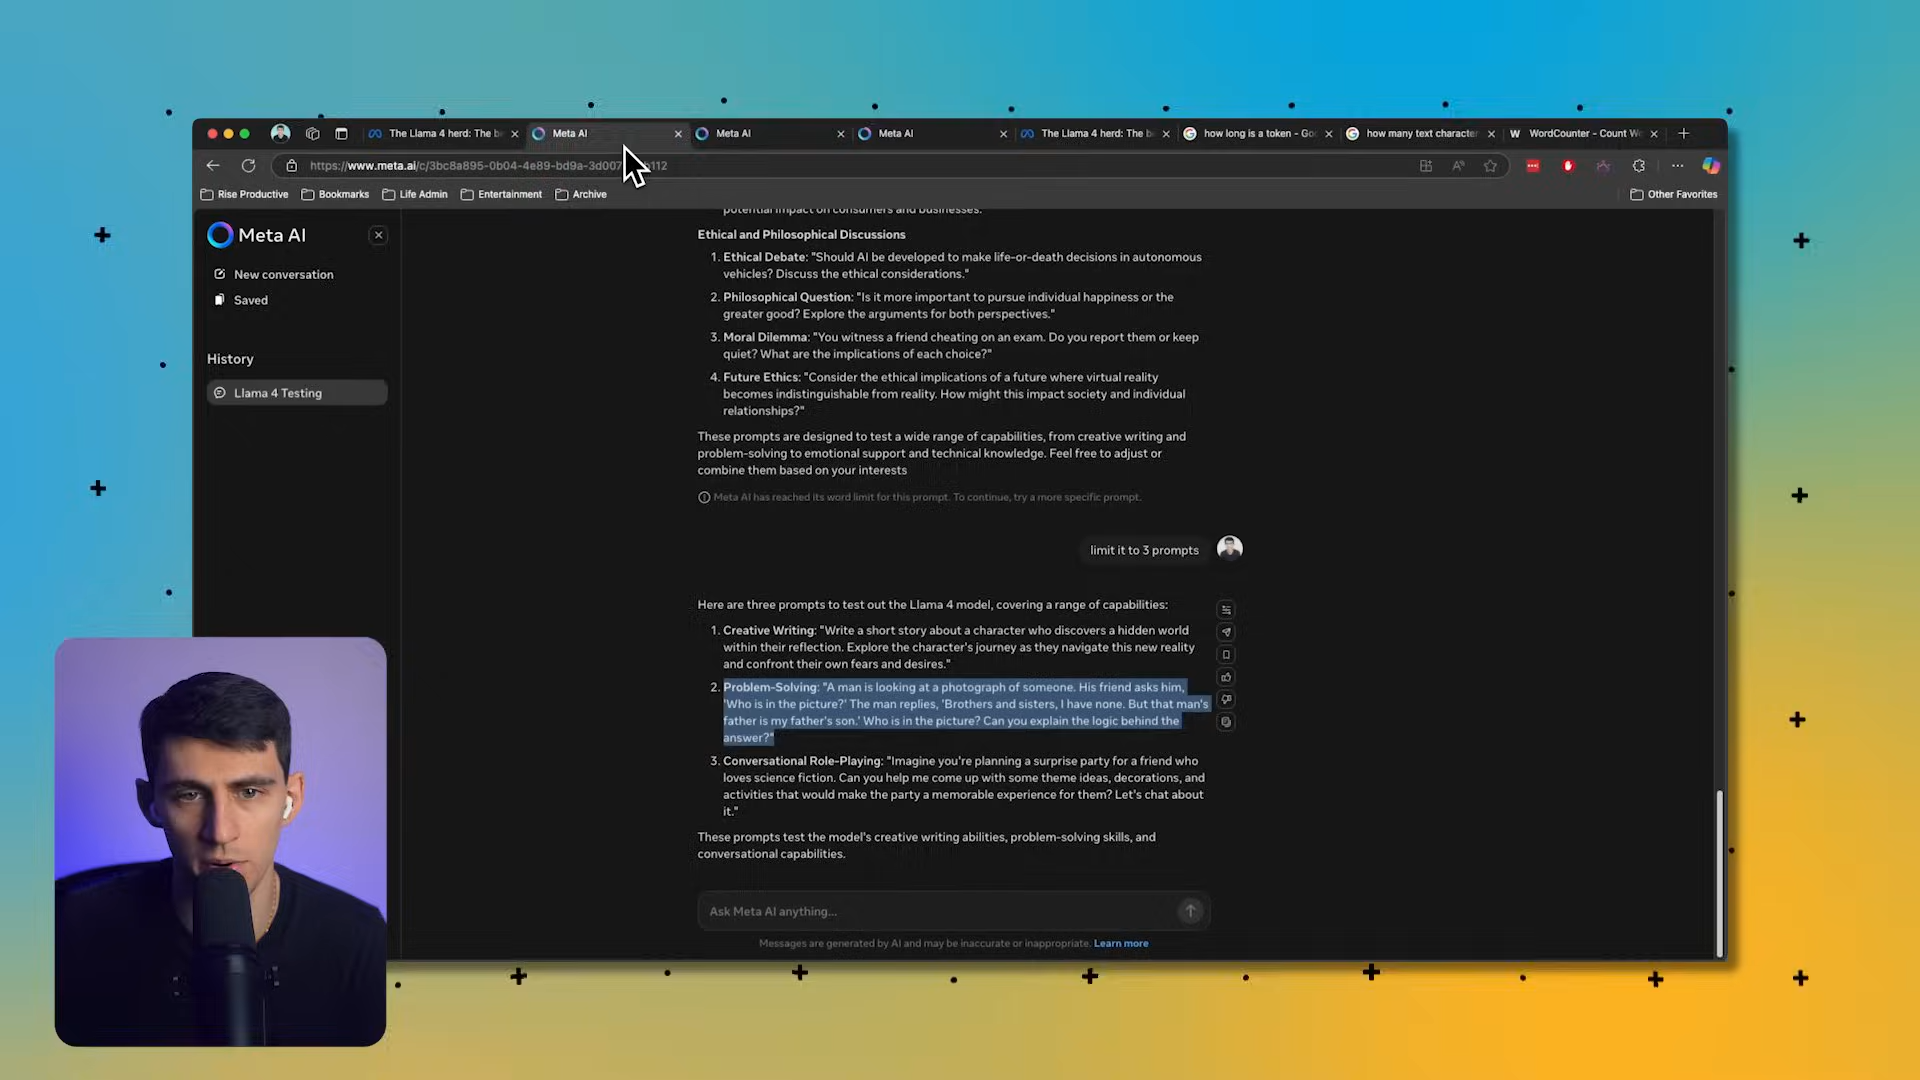 The Llama 4 herd: The be
Meta AI
Meta AI
Meta AI
The Llama 4 herd: The b
how long is a token - Goo
how many text character
W WordCounter - Count Wo
https://www.meta.ai/c/3bc8a895-0b04-4e89-bd9a-3d007
b112
Rise Productive
Bookmarks
Life Admin
Entertainment
Archive
Other Favorites
Meta AI
New conversation
Saved
History
Llama 4 Testing
potential impact on consumers and businesses.
Ethical and Philosophical Discussions
1. Ethical Debate: "Should AI be developed to make life-or-death decisions in autonomous
vehicles? Discuss the ethical considerations."
2. Philosophical Question: "Is it more important to pursue individual happiness or the
greater good? Explore the arguments for both perspectives."
3. Moral Dilemma: "You witness a friend cheating on an exam. Do you report them or keep
quiet? What are the implications of each choice?"
4. Future Ethics: "Consider the ethical implications of a future where virtual reality
becomes indistinguishable from reality. How might this impact society and individual
relationships?"
These prompts are designed to test a wide range of capabilities, from creative writing and
problem-solving to emotional support and technical knowledge. Feel free to adjust or
combine them based on your interests
Meta AI has reached its word limit for this prompt. To continue, try a more specific prompt.
limit it to 3 prompts
Here are three prompts to test out the Llama 4 model, covering a range of capabilities:
1. Creative Writing: "Write a short story about a character who discovers a hidden world
within their reflection. Explore the character's journey as they navigate this new reality
and confront their own fears and desires."
2. Problem-Solving: "A man is looking at a photograph of someone. His friend asks him,
'Who is in the picture?' The man replies, 'Brothers and sisters, I have none. But that man's
father is my father's son.' Who is in the picture? Can you explain the logic behind the
answer?"
3. Conversational Role-Playing: "Imagine you're planning a surprise party for a friend who
loves science fiction. Can you help me come up with some theme ideas, decorations, and
activities that would make the party a memorable experience for them? Let's chat about
it."
These prompts test the model's creative writing abilities, problem-solving skills, and
conversational capabilities.
Ask Meta AI anything...
Messages are generated by AI and may be inaccurate or inappropriate. Learn more